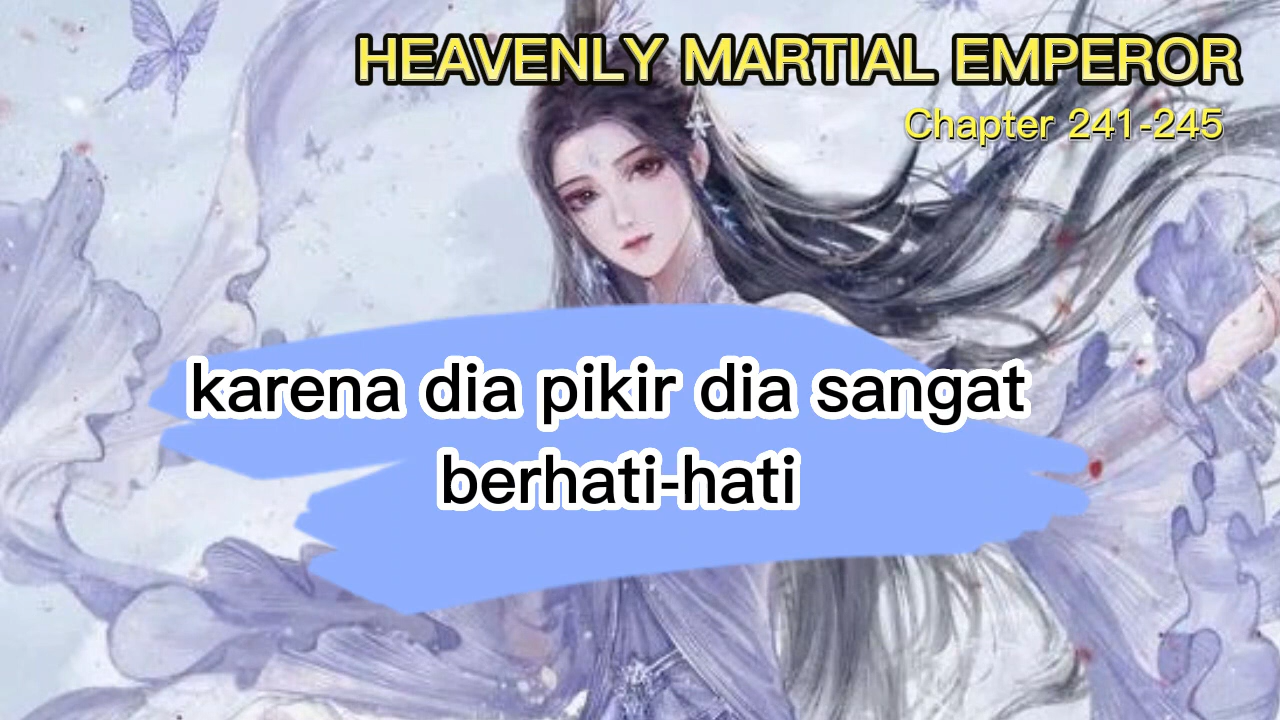 HEAVENLY MARTIAL EMPEROR
Chapter 241-245
karena dia pikir dia sangat
berhati-hati